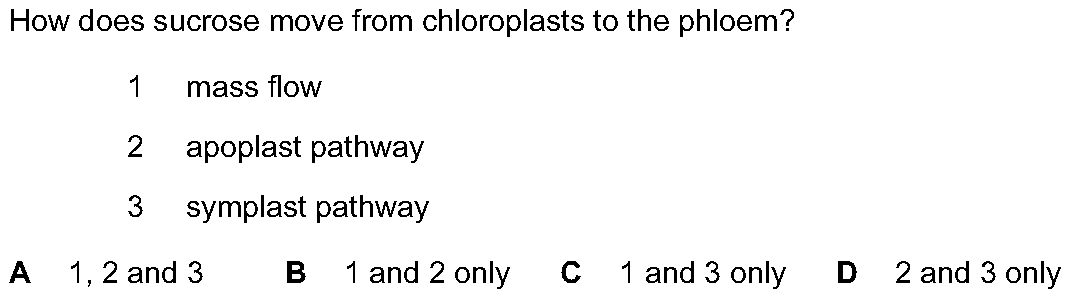 How does sucrose move from chloroplasts to the phloem?
1 mass flow
2 apoplast pathway
3 symplast pathway
A 1, 2 and 3 B 1 and 2 only C 1 and 3 only D 2 and 3 only